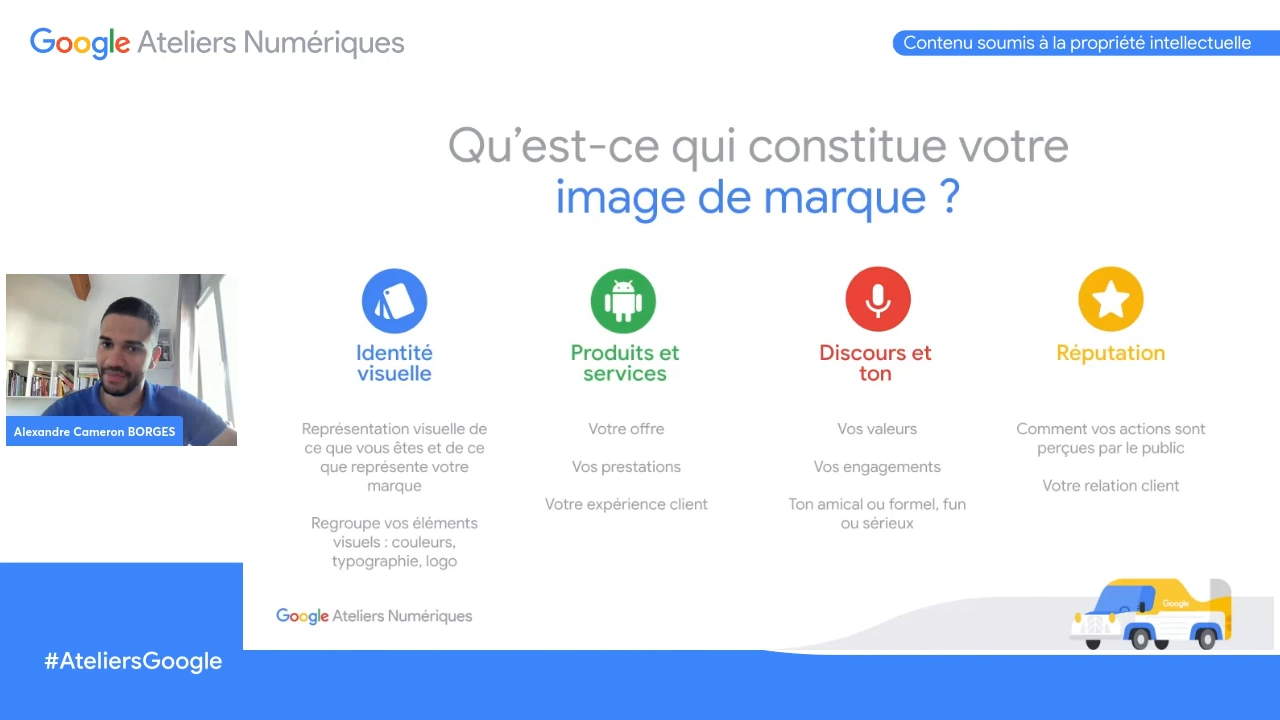 Google Ateliers Numériques
Contenu soumis à la propriété intellectuelle
Qu’est-ce qui constitue votre
image de marque ?
Identité
visuelle
Représentation visuelle de
ce que vous êtes et de ce
que représente votre
marque
Regroupe vos éléments
visuels : couleurs,
typographie, logo
Produits et
services
Votre offre
Vos prestations
Votre expérience client
Discours et
ton
Vos valeurs
Vos engagements
Ton amical ou formel, fun
ou sérieux
Réputation
Comment vos actions sont
perçues par le public
Votre relation client
Alexandre Cameron BORGES
Google Ateliers Numériques
Google
#AteliersGoogle